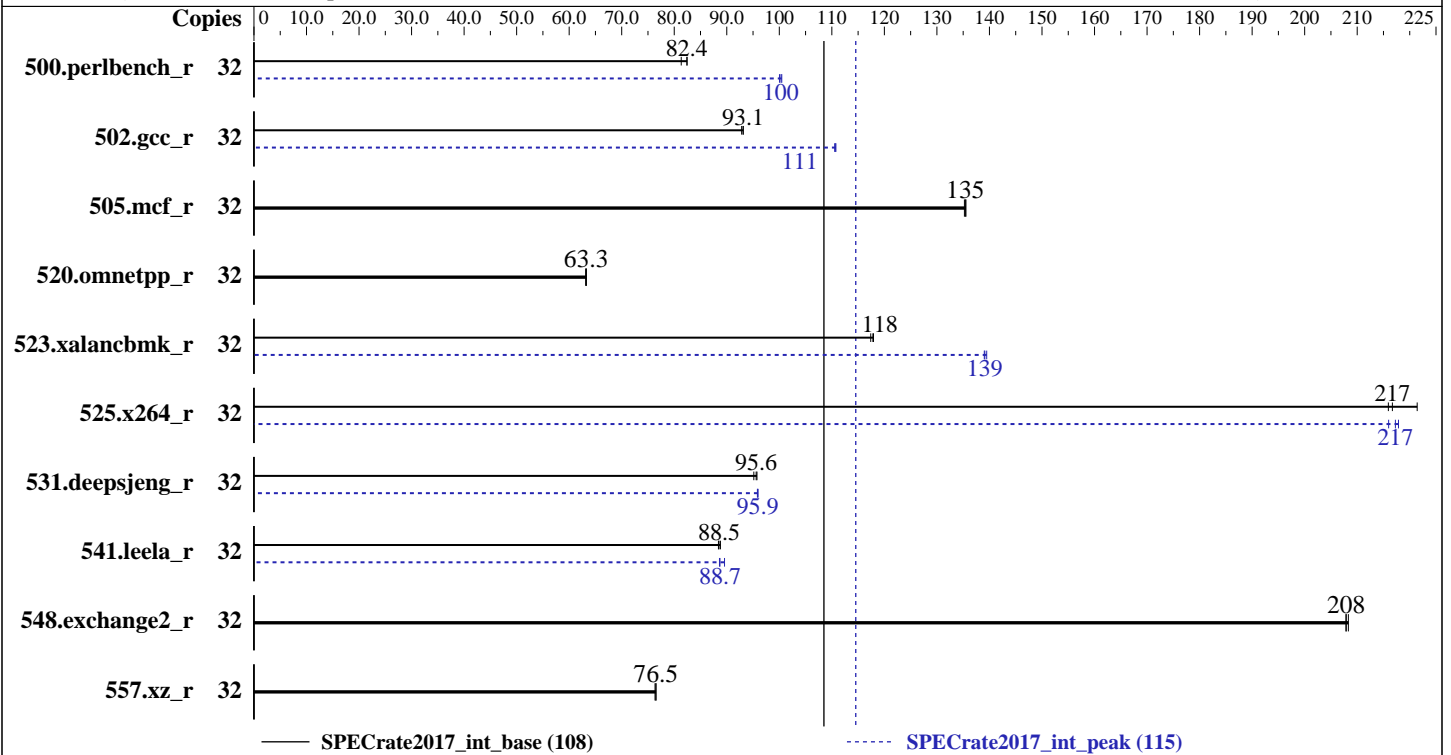 Copies 0 10.0 20.0 30.0 40.0 50.0 60.0 70.0 80.0 90.0 100 110 120 130 140 150 160 170 180 190 200 210 225
82.4
500.perlbench_r 32
100
93.1
502.gcc_r 32
111
135
505.mcf_r 32
63.3
520.omnetpp_r 32
118
523.xalancbmk_r 32
139
217
525.x264_r 32
217
95.6
531.deepsjeng_r 32
95.9
88.5
541.leela_r 32
88.7
208
548.exchange2_r 32
76.5
557.xz_r 32
SPECrate2017_int_base (108) SPECrate2017_int_peak (115)